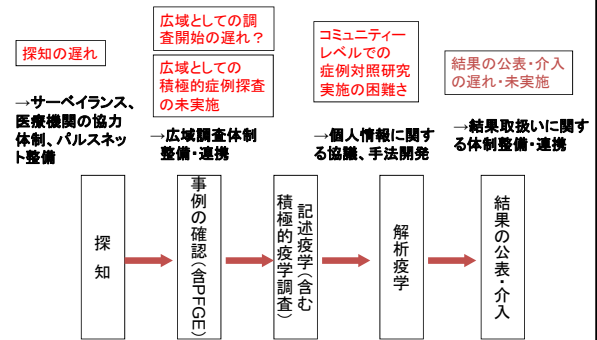 探知の遅れ
→サーベイランス、
医療機関の協力
体制、パルスネッ
ト整備
広域としての調
査開始の遅れ？
広域としての
積極的症例探査
の未実施
→広域調査体制
整備・連携
コミュニティー
レベルでの
症例対照研究
実施の困難さ
→個人情報に関す
る協議、手法開発
結果の公表・介入
の遅れ・未実施
→結果取扱いに関す
る体制整備・連携
探知
事例の確認(含PFGE)
記述疫学(含む
積極的疫学調査)
解析疫学
結果の公表・介入